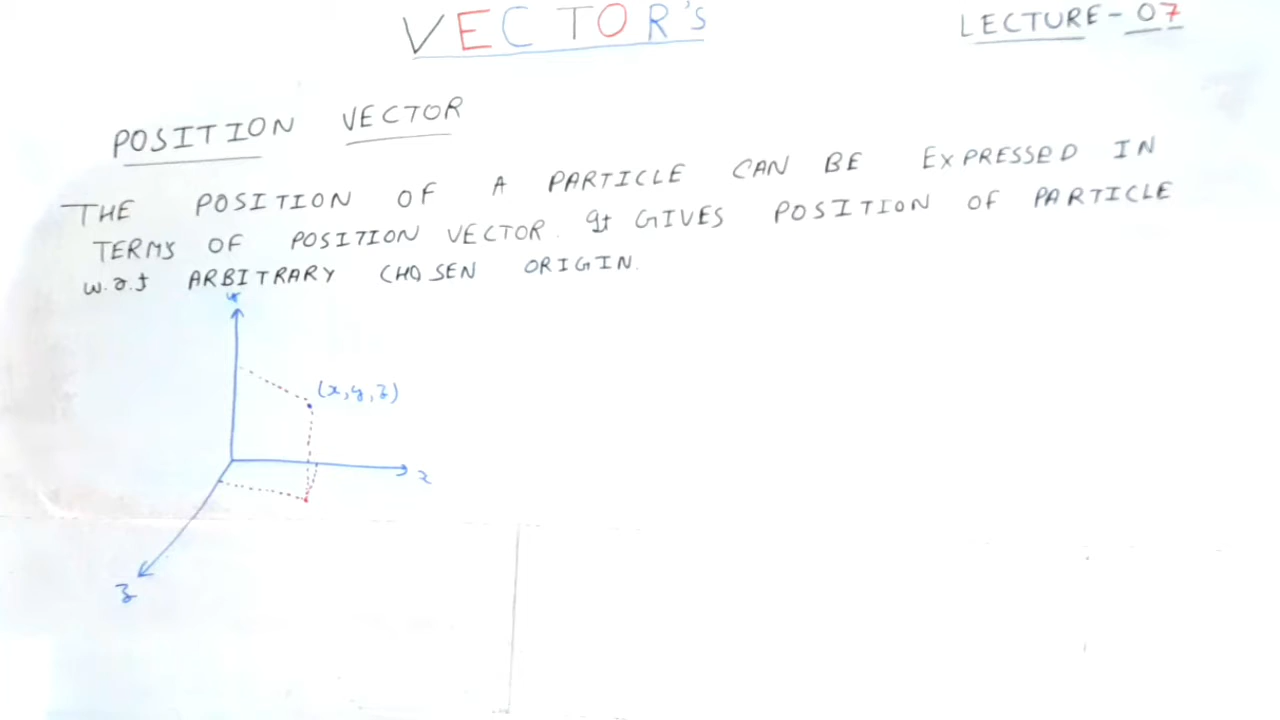 VECTOR's
LECTURE-07
POSITION VECTOR
THE POSITION OF A PARTICLE CAN BE EXPRESSED IN
TERMS OF POSITION VECTOR. It GIVES POSITION OF PARTICLE
w.r.t ARBITRARY CHOSEN ORIGIN.
y
(x, y, z)
x
z